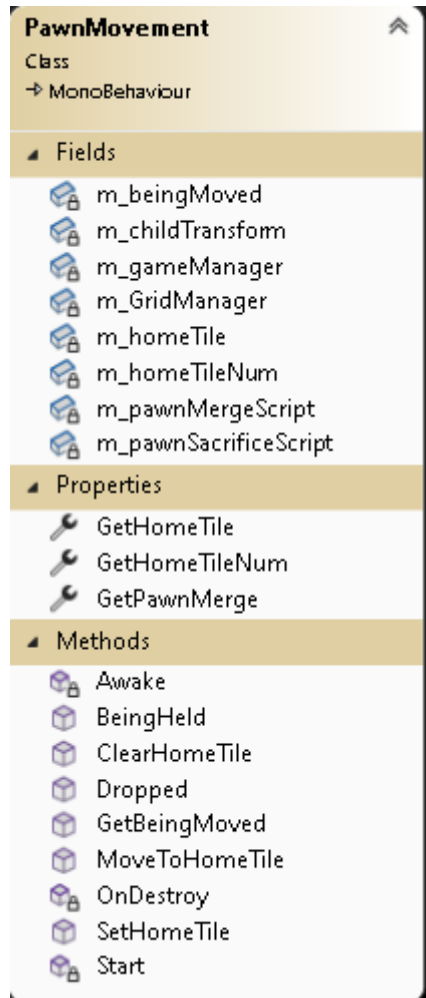 PawnMovement
Class
MonoBehaviour
Fields
m_beingMoved
m_childTransform
m_gameManager
m_GridManager
m_homeTile
m_homeTileNum
m_pawnMergeScript
m_pawnSacrificeScript
Properties
GetHomeTile
GetHomeTileNum
GetPawnMerge
Methods
Awake
BeingHeld
ClearHomeTile
Dropped
GetBeingMoved
MoveToHomeTile
OnDestroy
SetHomeTile
Start